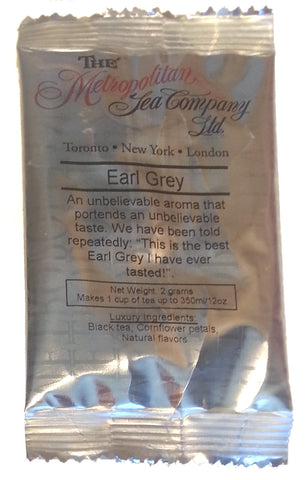 The
Metropolitan
Tea Company
Ltd.
Toronto • New York • London
Earl Grey
An unbelievable aroma that
portends an unbelievable
taste. We have been told
repeatedly: "This is the best
Earl Grey I have ever
tasted!".
Net Weight: 2 grams
Makes 1 cup of tea up to 350ml/12oz
Luxury Ingredients:
Black tea, Cornflower petals,
Natural flavors